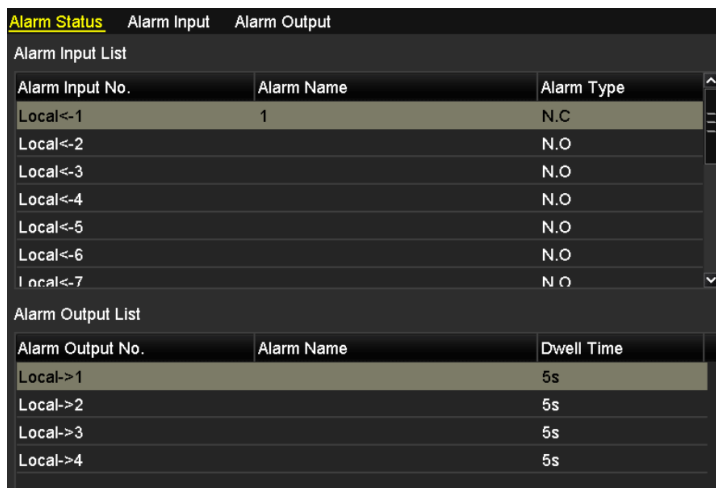 Alarm Status Alarm Input Alarm Output
Alarm Input List
Alarm Input No. Alarm Name Alarm Type
Local<-1 1 N.C
Local<-2 N.O
Local<-3 N.O
Local<-4 N.O
Local<-5 N.O
Local<-6 N.O
Local<-7 N.O
Alarm Output List
Alarm Output No. Alarm Name Dwell Time
Local->1 5s
Local->2 5s
Local->3 5s
Local->4 5s